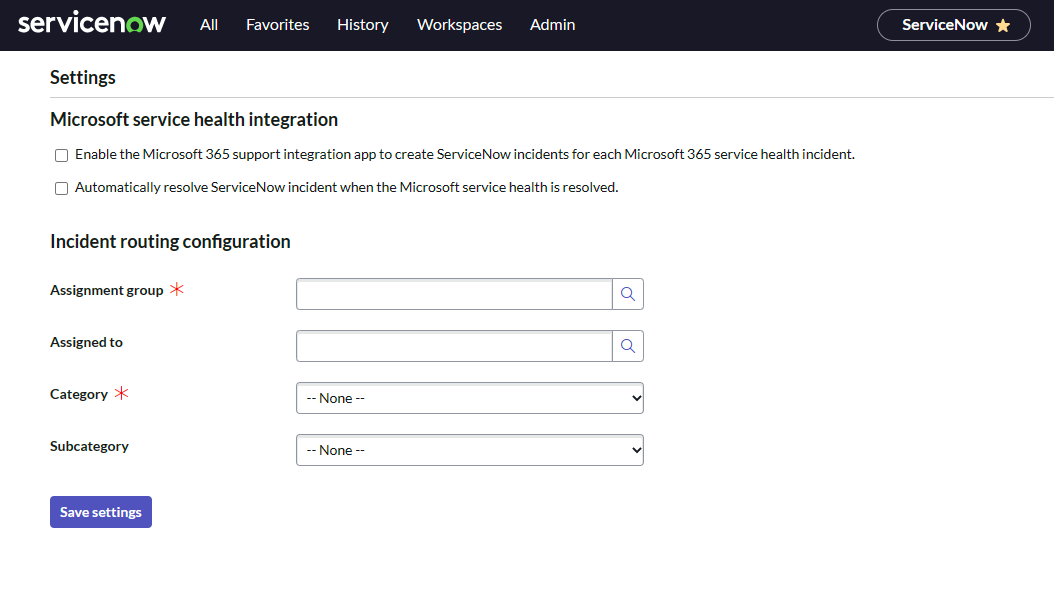 servicenow All Favorites History Workspaces Admin ServiceNow
Settings
Microsoft service health integration
Enable the Microsoft 365 support integration app to create ServiceNow incidents for each Microsoft 365 service health incident.
Automatically resolve ServiceNow incident when the Microsoft service health is resolved.
Incident routing configuration
Assignment group *
Assigned to
Category * -- None --
Subcategory -- None --
Save settings